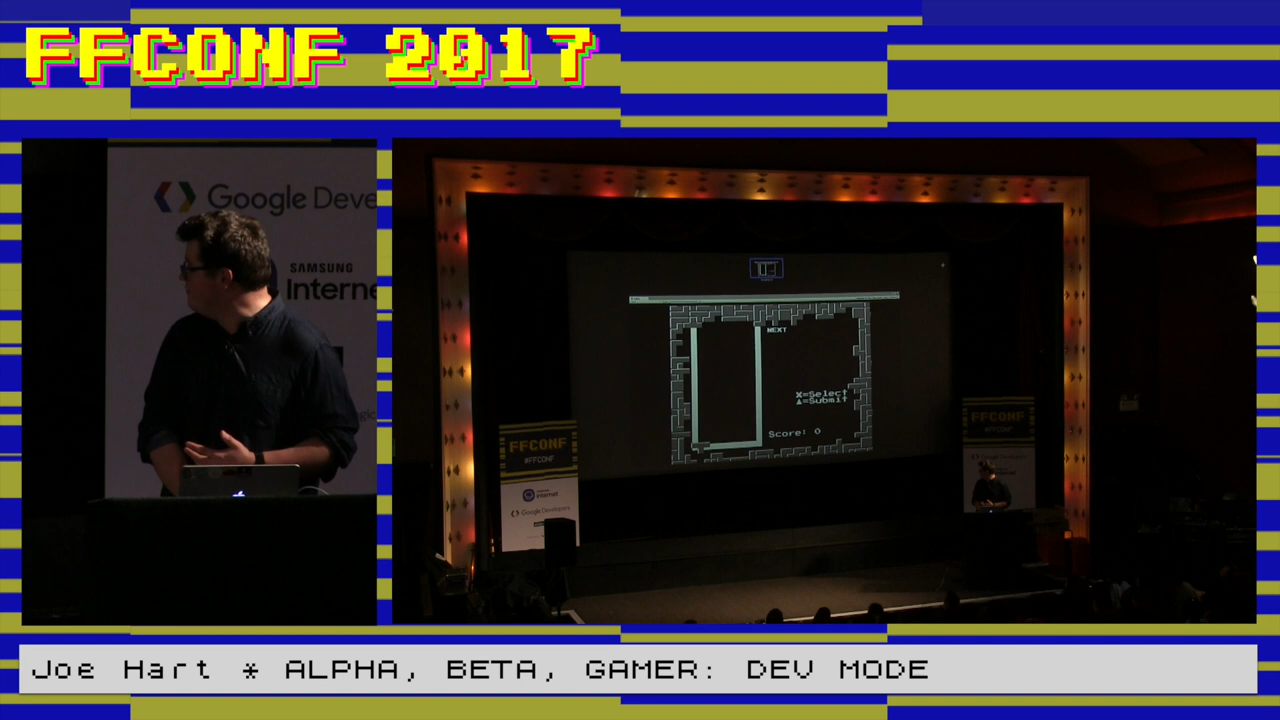 FFCONF 2017
Google Deve
SAMSUNG
Interne
NEXT
X=Select
▲=Submit
Score: 0
FFCONF
#FFCONF
Internet
Google Developers
FFCONF
Joe Hart * ALPHA, BETA, GAMER: DEV MODE